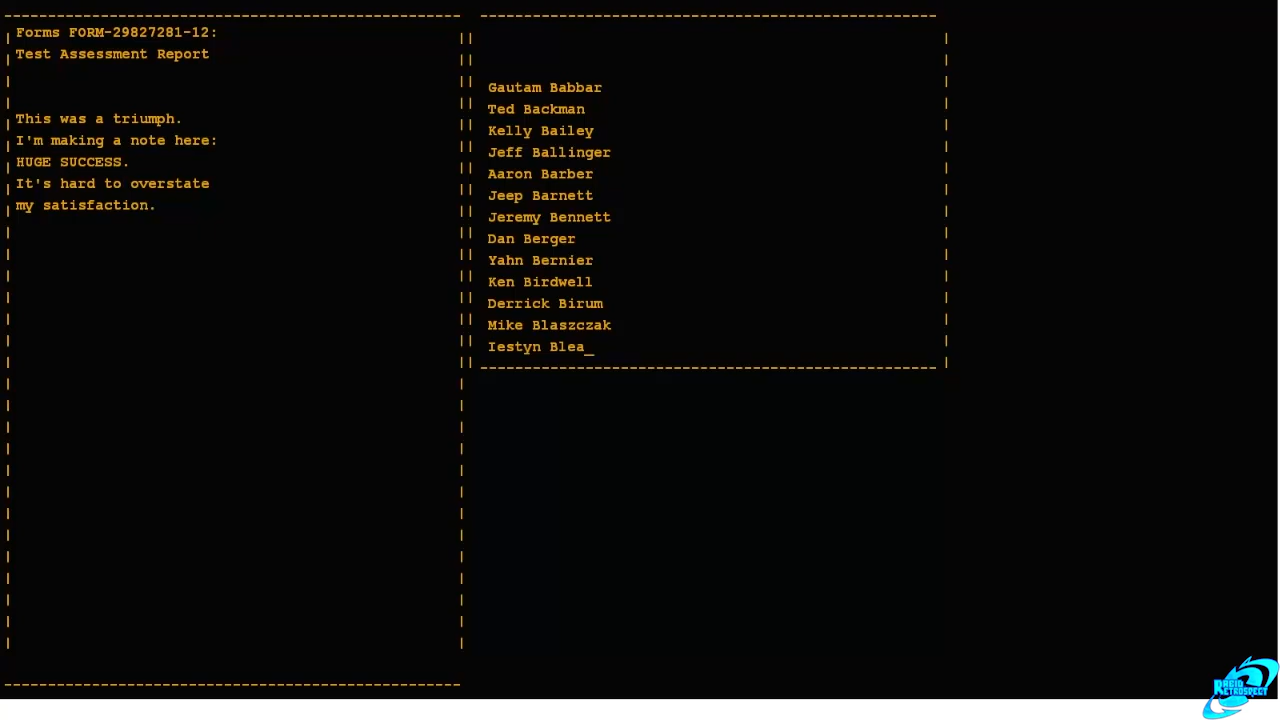 Forms FORM-29827281-12:
Test Assessment Report
This was a triumph.
I'm making a note here:
HUGE SUCCESS.
It's hard to overstate
my satisfaction.
Gautam Babbar
Ted Backman
Kelly Bailey
Jeff Ballinger
Aaron Barber
Jeep Barnett
Jeremy Bennett
Dan Berger
Yahn Bernier
Ken Birdwell
Derrick Birum
Mike Blaszczak
Iestyn Blea_
RETROSPECT